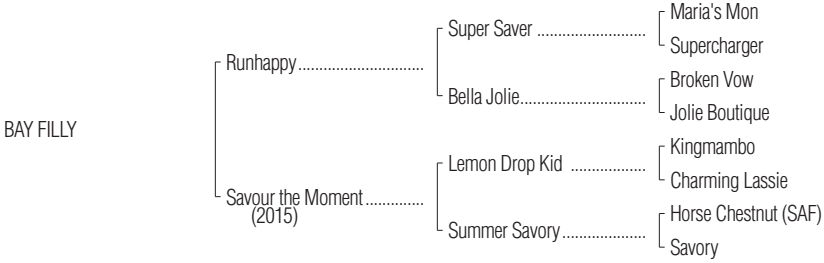 Maria's Mon
Super Saver ..........................
Supercharger
Runhappy..............................
Broken Vow
Bella Jolie..............................
Jolie Boutique
BAY FILLY
Kingmambo
Lemon Drop Kid ..................
Charming Lassie
Savour the Moment..............
(2015)
Horse Chestnut (SAF)
Summer Savory....................
Savory